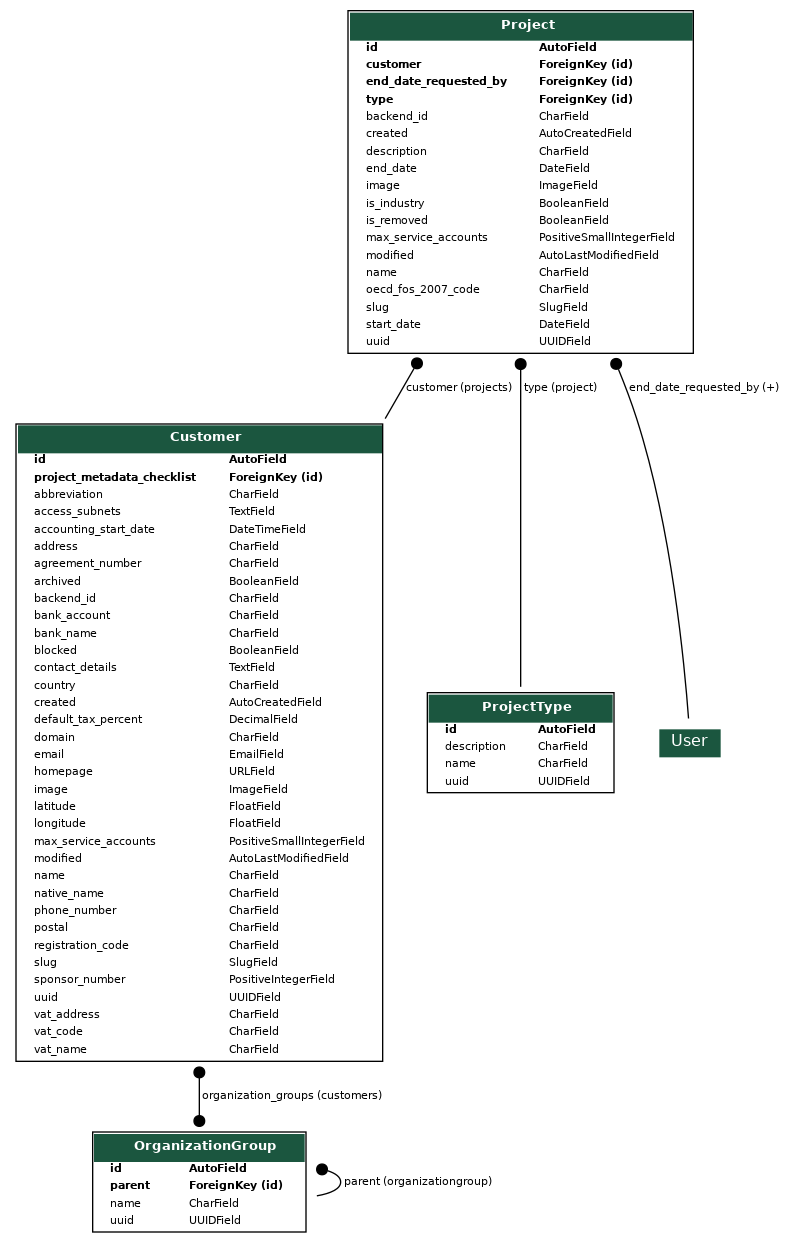 Project
id AutoField
customer ForeignKey (id)
end_date_requested_by ForeignKey (id)
type ForeignKey (id)
backend_id CharField
created AutoCreatedField
description CharField
end_date DateField
image ImageField
is_industry BooleanField
is_removed BooleanField
max_service_accounts PositiveSmallIntegerField
modified AutoLastModifiedField
name CharField
oecd_fos_2007_code CharField
slug SlugField
start_date DateField
uuid UUIDField
customer (projects) type (project) end_date_requested_by (+)
Customer
id AutoField
project_metadata_checklist ForeignKey (id)
abbreviation CharField
access_subnets TextField
accounting_start_date DateTimeField
address CharField
agreement_number CharField
archived BooleanField
backend_id CharField
bank_account CharField
bank_name CharField
blocked BooleanField
contact_details TextField
country CharField
created AutoCreatedField
default_tax_percent DecimalField
domain CharField
email EmailField
homepage URLField
image ImageField
latitude FloatField
longitude FloatField
max_service_accounts PositiveSmallIntegerField
modified AutoLastModifiedField
name CharField
native_name CharField
phone_number CharField
postal CharField
registration_code CharField
slug SlugField
sponsor_number PositiveIntegerField
uuid UUIDField
vat_address CharField
vat_code CharField
vat_name CharField
ProjectType
id AutoField
description CharField
name CharField
uuid UUIDField
User
organization_groups (customers)
OrganizationGroup
id AutoField
parent ForeignKey (id)
name CharField
uuid UUIDField
parent (organizationgroup)